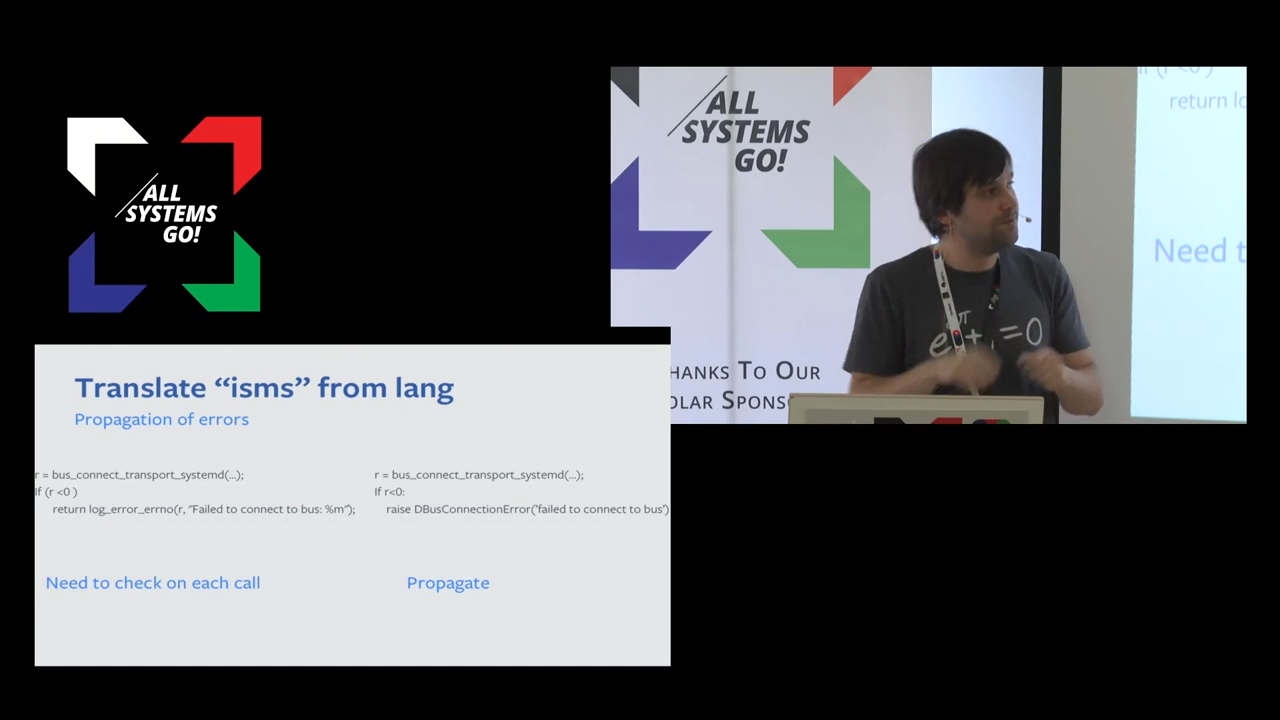 ALL
SYSTEMS
GO!
Translate “isms” from lang
Propagation of errors
r = bus_connect_transport_systemd(...);
If (r <0 )
return log_error_errno(r, "Failed to connect to bus: %m");
Need to check on each call
r = bus_connect_transport_systemd(...);
If r<0:
raise DBusConnectionError('failed to connect to bus')
Propagate
ALL
SYSTEMS
GO!
HANKS TO OUR
OLAR SPONS
If (r <0 )
return lo
Need t